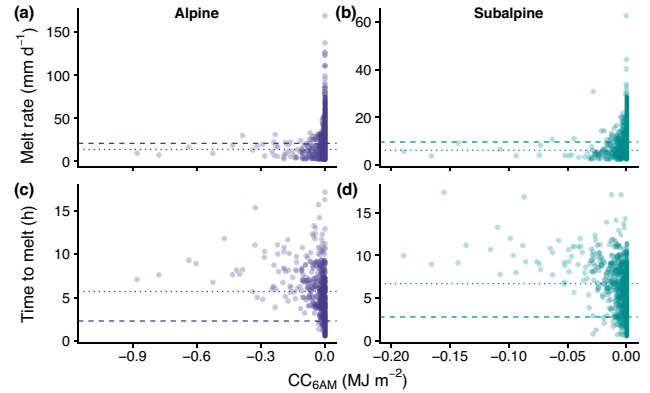 (a) Alpine (b) Subalpine
Melt rate (mm d−1)
150
100
50
0
60
40
20
0
(c) (d)
Time to melt (h)
15
10
5
0
15
10
5
0
−0.9 −0.6 −0.3 0.0 −0.20 −0.15 −0.10 −0.05 0.00
CC6AM (MJ m−2)